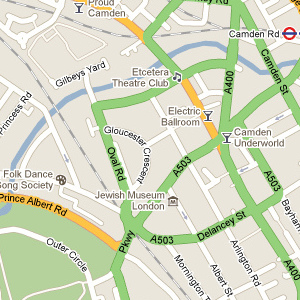 Proud
Camden
Camden Rd
Gilbeys Yard
Etcetera
Theatre Club
A400
Camden St
Princess Rd
Electric
Ballroom
Gloucester Crescent
Camden
Underworld
Oval Rd
A503
Folk Dance
Song Society
Jewish Museum
London
Prince Albert Rd
Delancey St
A400
Bayham
Pkwy
A503
Outer Circle
Arlington Rd
Albert St
Mornington